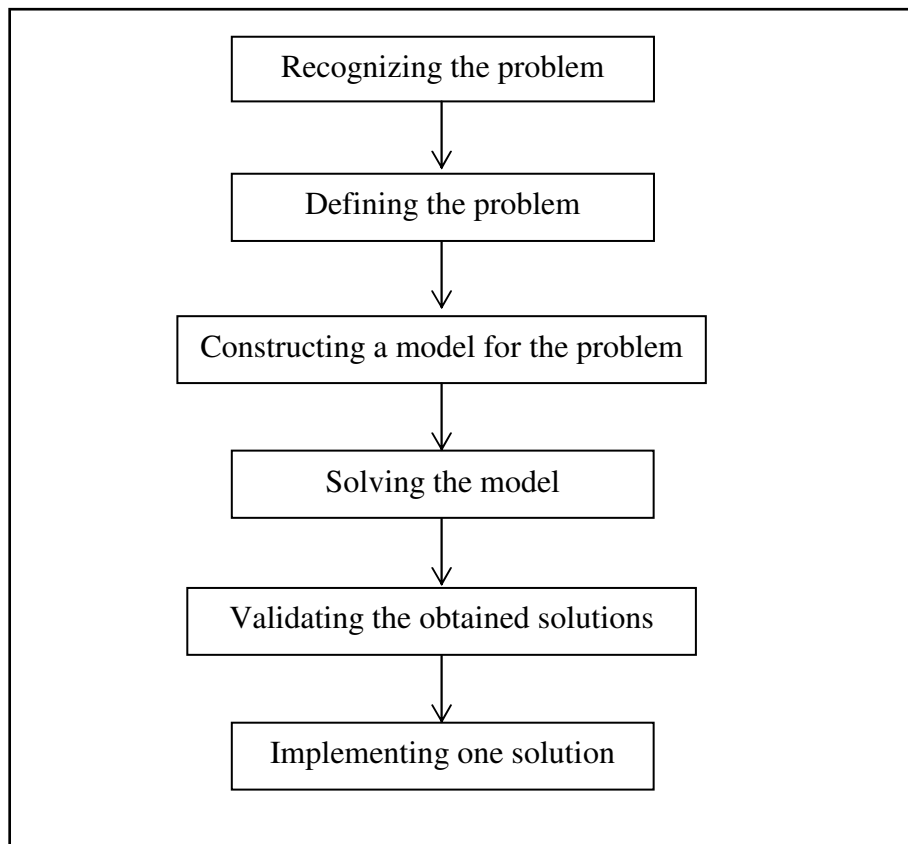 Recognizing the problem
Defining the problem
Constructing a model for the problem
Solving the model
Validating the obtained solutions
Implementing one solution